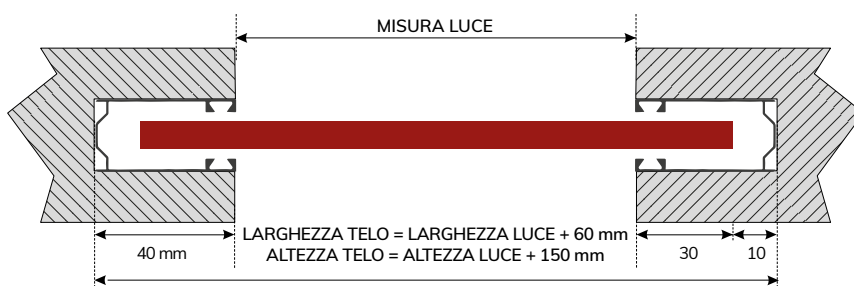 MISURA LUCE
LARGHEZZA TELO = LARGHEZZA LUCE + 60 mm
40 mm
ALTEZZA TELO = ALTEZZA LUCE + 150 mm
30
10